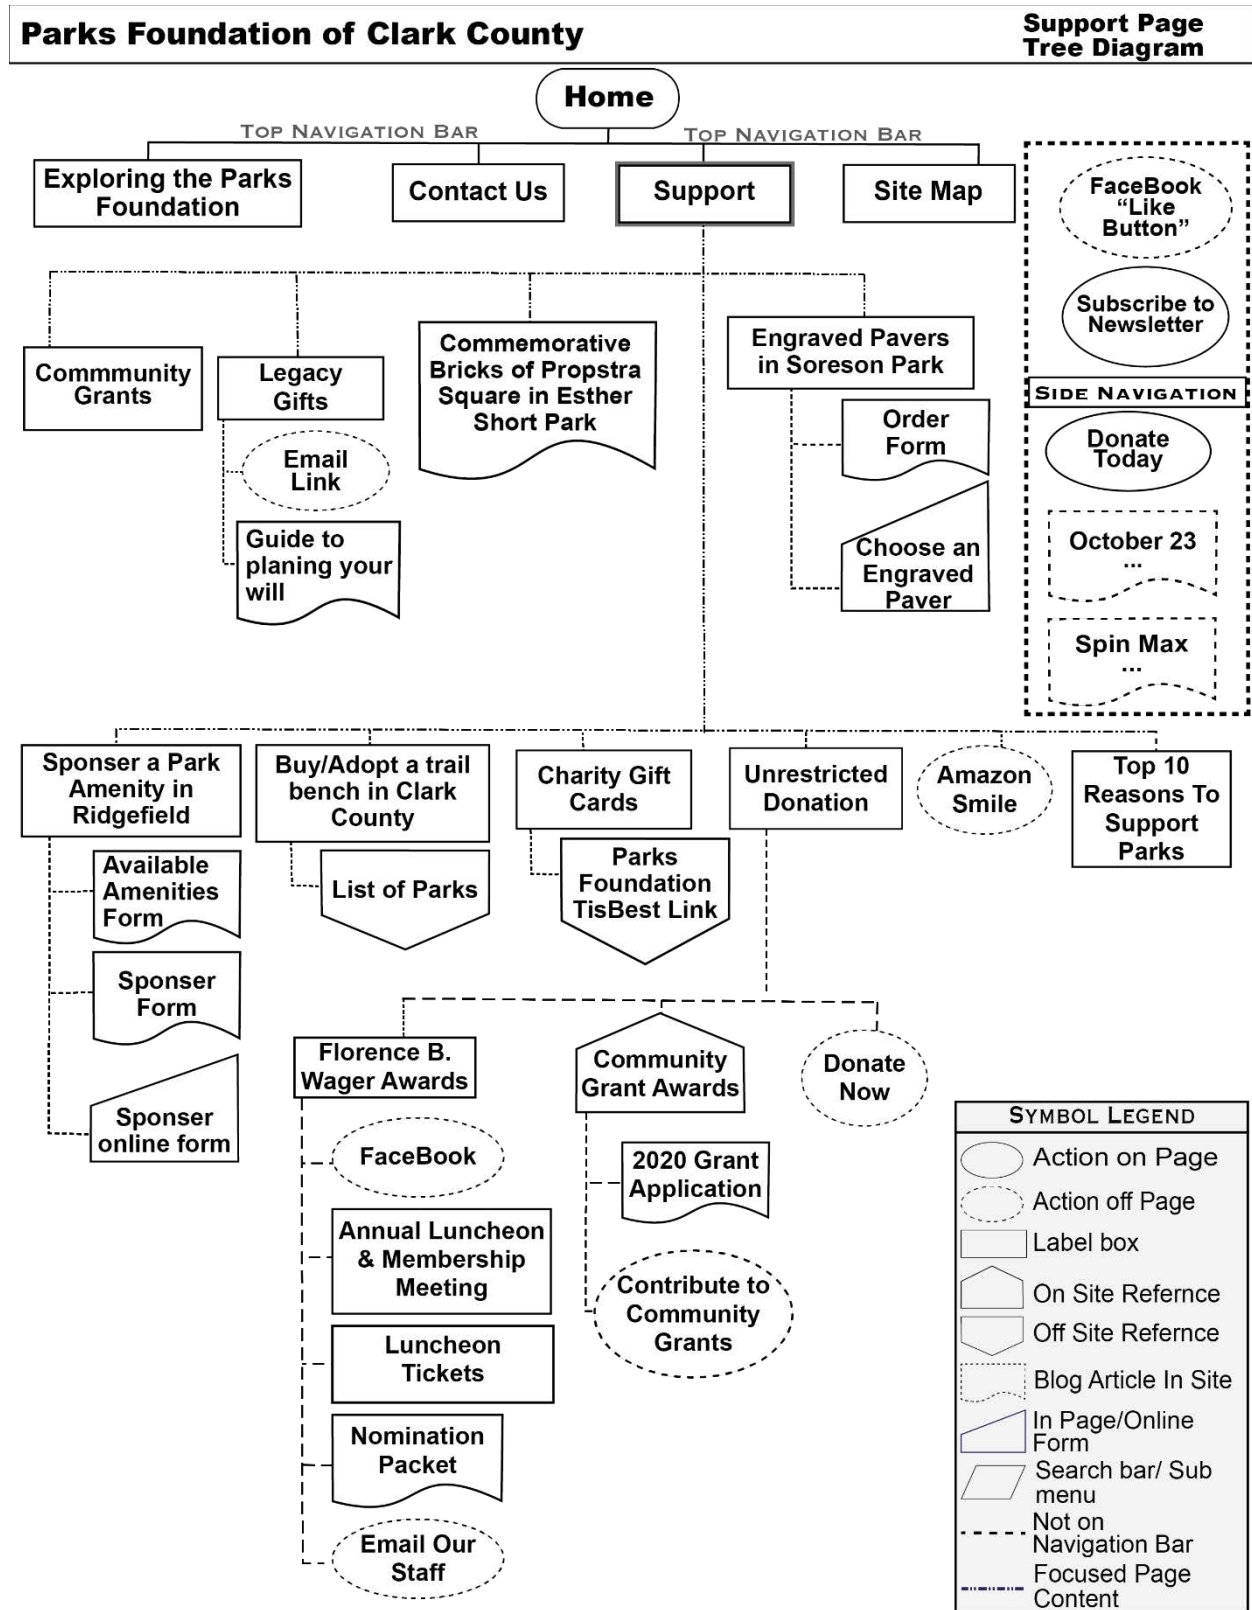 Parks Foundation of Clark County
Support Page
Tree Diagram
Home
TOP NAVIGATION BAR
TOP NAVIGATION BAR
Exploring the Parks
Foundation
Contact Us
Support
Site Map
FaceBook
“Like
Button”
Subscribe to
Newsletter
SIDE NAVIGATION
Donate
Today
October 23
...
Spin Max
...
Commmunity
Grants
Legacy
Gifts
Email
Link
Guide to
planing your
will
Commemorative
Bricks of Propstra
Square in Esther
Short Park
Engraved Pavers
in Soreson Park
Order
Form
Choose an
Engraved
Paver
Sponser a Park
Amenity in
Ridgefield
Available
Amenities
Form
Sponser
Form
Sponser
online form
Buy/Adopt a trail
bench in Clark
County
List of Parks
Charity Gift
Cards
Parks
Foundation
TisBest Link
Unrestricted
Donation
Amazon
Smile
Top 10
Reasons To
Support
Parks
Florence B.
Wager Awards
FaceBook
Annual Luncheon
& Membership
Meeting
Luncheon
Tickets
Nomination
Packet
Email Our
Staff
Community
Grant Awards
2020 Grant
Application
Contribute to
Community
Grants
Donate
Now
SYMBOL LEGEND
Action on Page
Action off Page
Label box
On Site Refernce
Off Site Refernce
Blog Article In Site
In Page/Online
Form
Search bar/ Sub
menu
Not on
Navigation Bar
Focused Page
Content